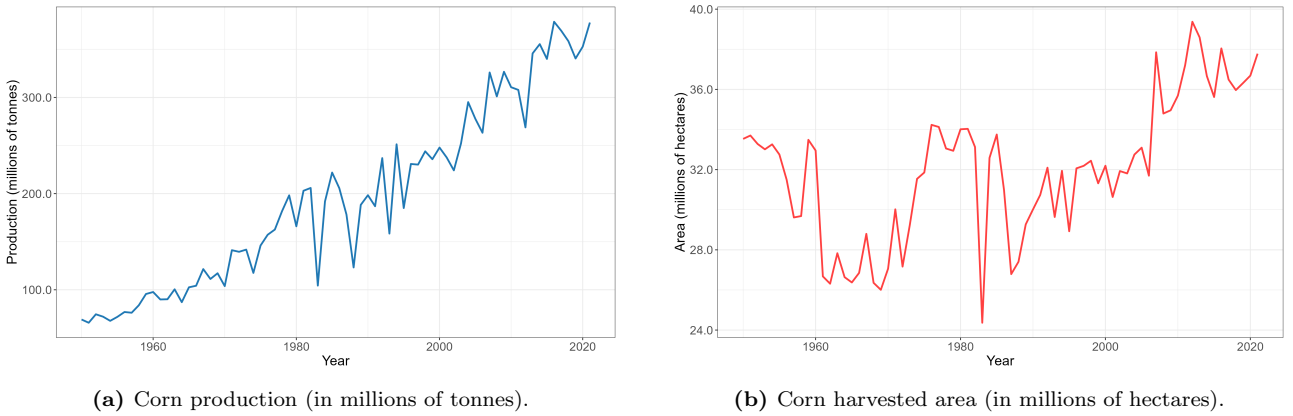 300.0
200.0
100.0
Production (millions of tonnes)
1960
1980
2000
2020
Year
(a) Corn production (in millions of tonnes).
40.0
36.0
32.0
28.0
24.0
Area (millions of hectares)
1960
1980
2000
2020
Year
(b) Corn harvested area (in millions of hectares).